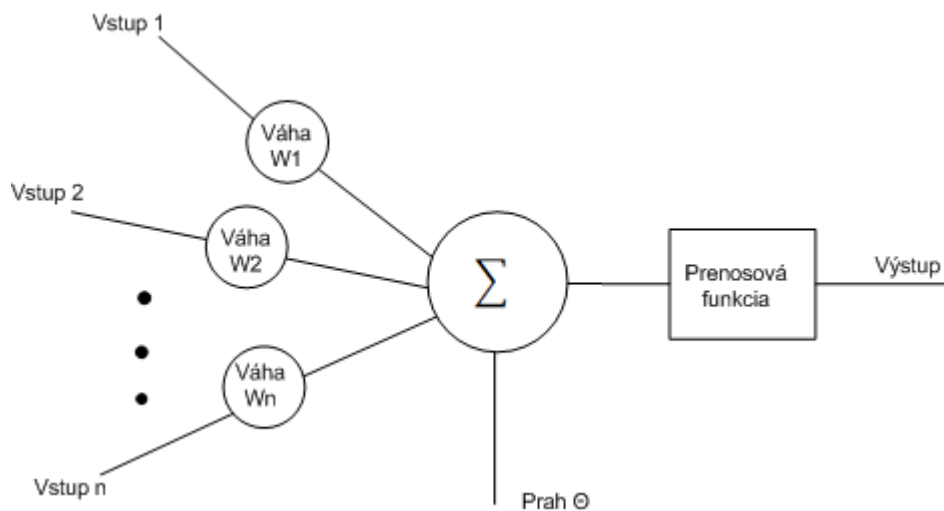 Vstup 1
Váha
W1
Vstup 2
Váha
W2
∑
Prenosová
funkcia
Výstup
Váha
Wn
Vstup n
Prah Θ